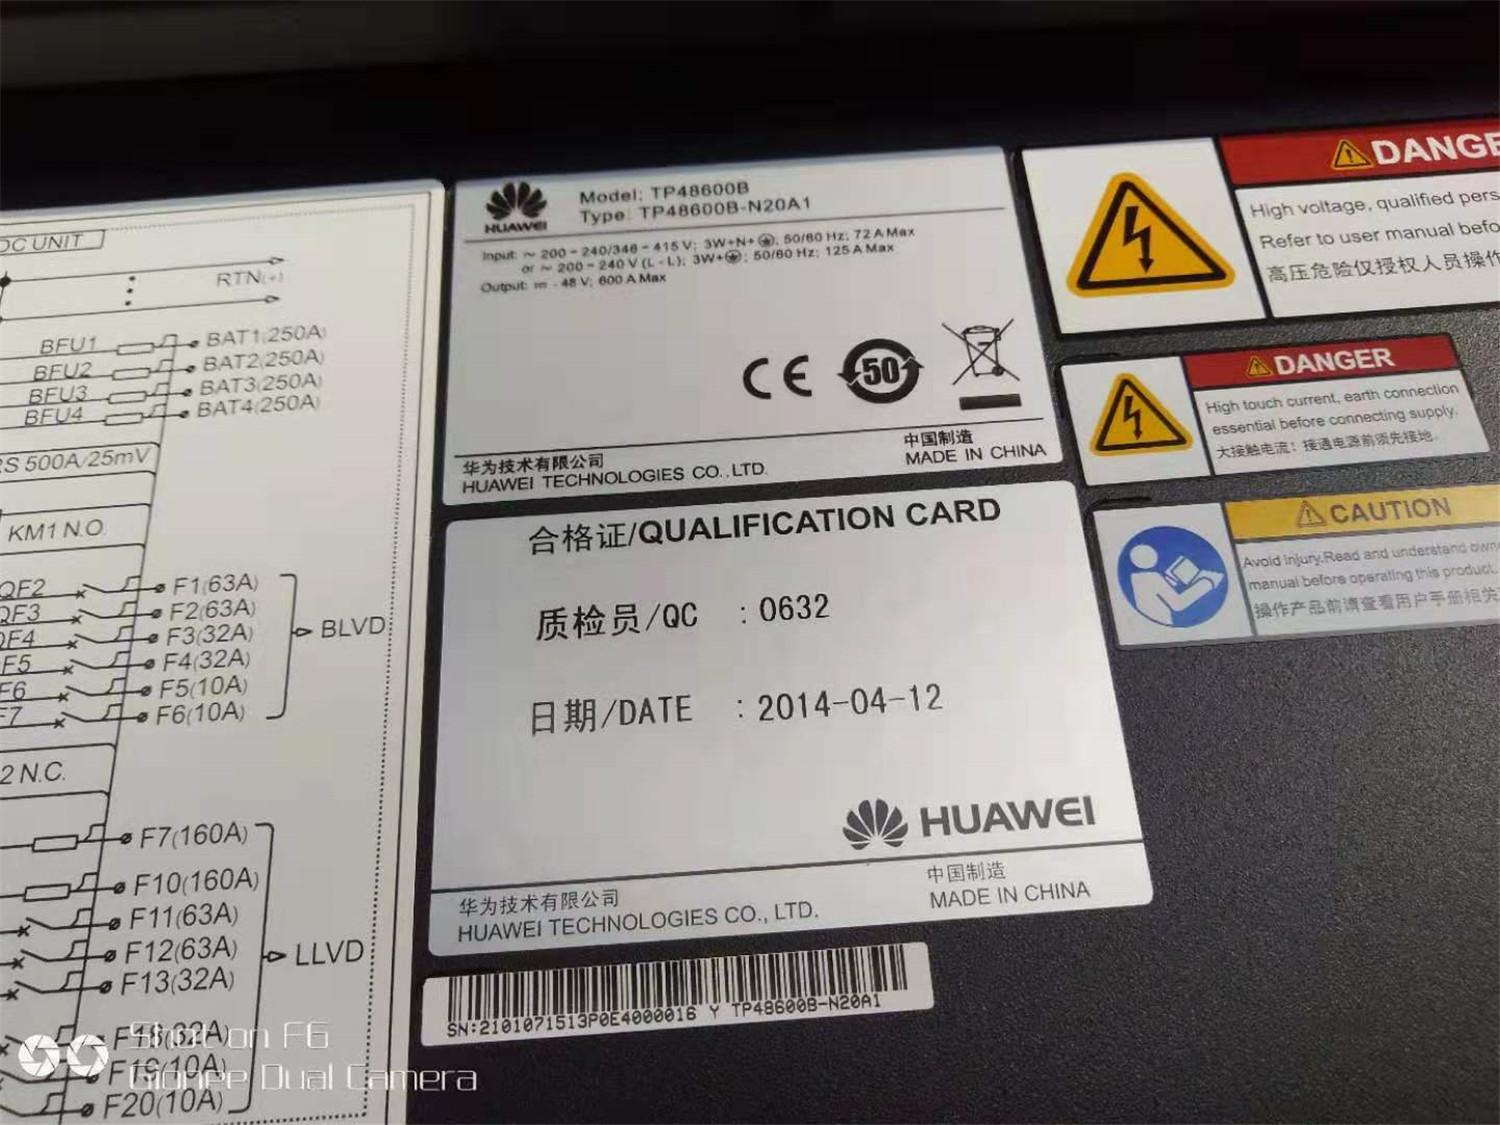 DC UNIT
RTN(+)
BFU1
BAT1(250A)
BFU2
BAT2(250A)
BFU3
BAT3(250A)
BFU4
BAT4(250A)
500A/25mV
KM1 N.O.
QF2
F1(63A)
QF3
F2(63A)
QF4
F3(32A)
F4(32A)
F5(10A)
F6(10A)
BLVD
2 N.C.
F7(160A)
F10(160A)
F11(63A)
F12(63A)
F13(32A)
LLVD
F18(32A)
F19(10A)
F20(10A)
HUAWEI
Model: TP48600B
Type: TP48600B-N20A1
Input: ~ 200-240/346-415 V; 3W+N+; 50/60 Hz; 72 A Max
or ~ 200-240 V (L-L); 3W+; 50/60 Hz; 125 A Max
Output: -48 V; 600 A Max
CE
50
华为技术有限公司
HUAWEI TECHNOLOGIES CO.,LTD.
中国制造
MADE IN CHINA
合格证/QUALIFICATION CARD
质检员/QC :0632
日期/DATE :2014-04-12
HUAWEI
华为技术有限公司
HUAWEI TECHNOLOGIES CO., LTD.
中国制造
MADE IN CHINA
SN:2101071513P0E4000016 Y TP48600B-N20A1
High voltage, qualified
Refer to user manual
高压危险仅授权人员操作
DANGER
High touch current, earth connection
essential before connecting supply.
大接触电流！接通电源前须先接地.
CAUTION
Avoid injury.Read and understand
manual before operating this product.
操作产品前请查看用户手册相关
Shot on F6
Gionee Dual Camera